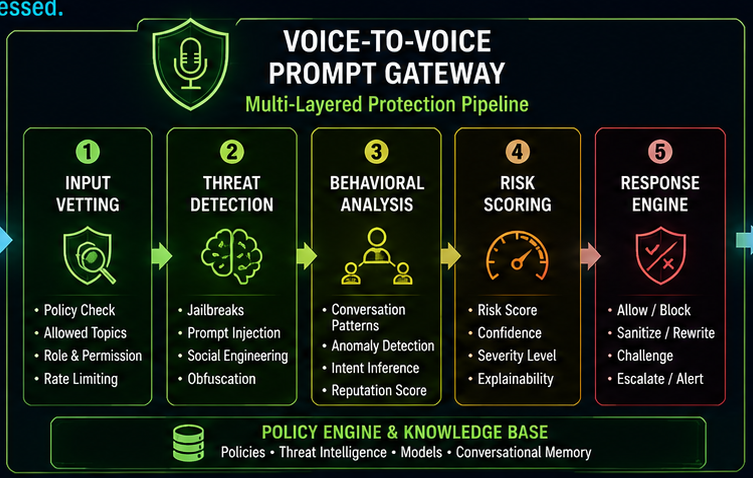 essed.
VOICE-TO-VOICE
PROMPT GATEWAY
Multi-Layered Protection Pipeline
1
INPUT
VETTING
• Policy Check
• Allowed Topics
• Role & Permission
• Rate Limiting
2
THREAT
DETECTION
• Jailbreaks
• Prompt Injection
• Social Engineering
• Obfuscation
3
BEHAVIORAL
ANALYSIS
• Conversation
Patterns
• Anomaly Detection
• Intent Inference
• Reputation Score
4
RISK
SCORING
• Risk Score
• Confidence
• Severity Level
• Explainability
5
RESPONSE
ENGINE
• Allow / Block
• Sanitize / Rewrite
• Challenge
• Escalate / Alert
POLICY ENGINE & KNOWLEDGE BASE
Policies • Threat Intelligence • Models • Conversational Memory